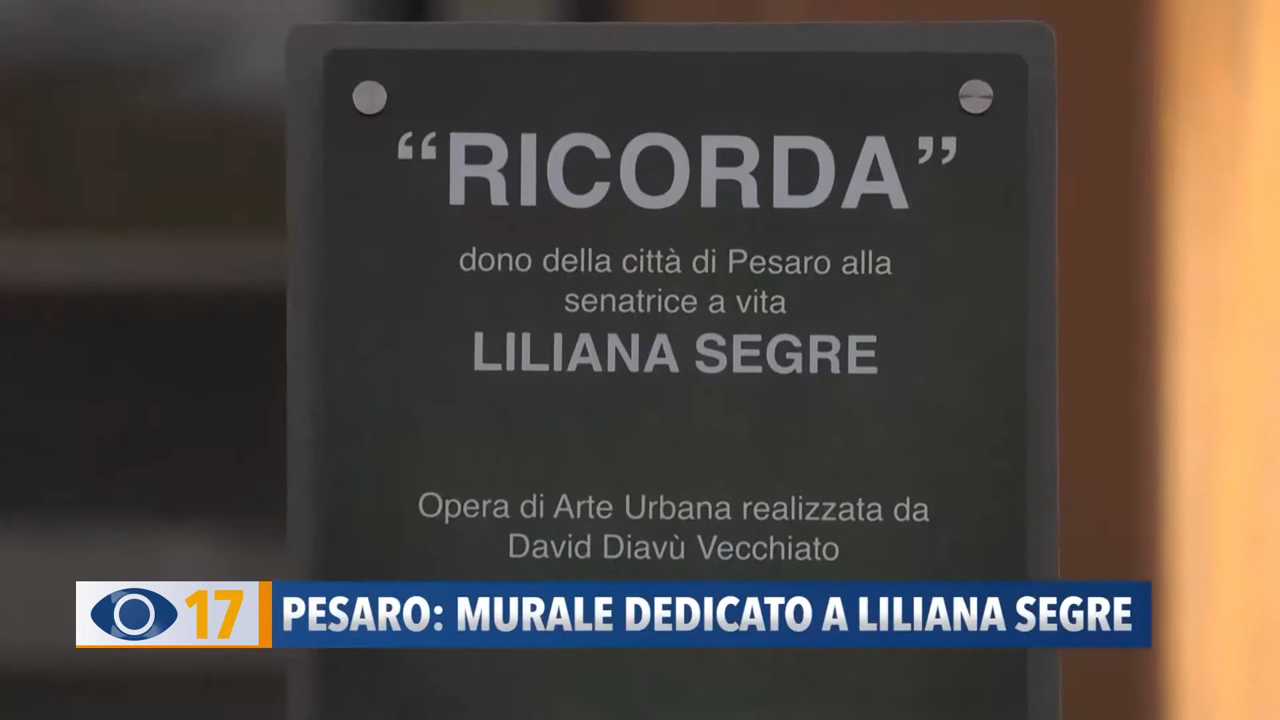 “RICORDA”
dono della città di Pesaro alla
senatrice a vita
LILIANA SEGRE
Opera di Arte Urbana realizzata da
David Diavù Vecchiato
17
PESARO: MURALE DEDICATO A LILIANA SEGRE